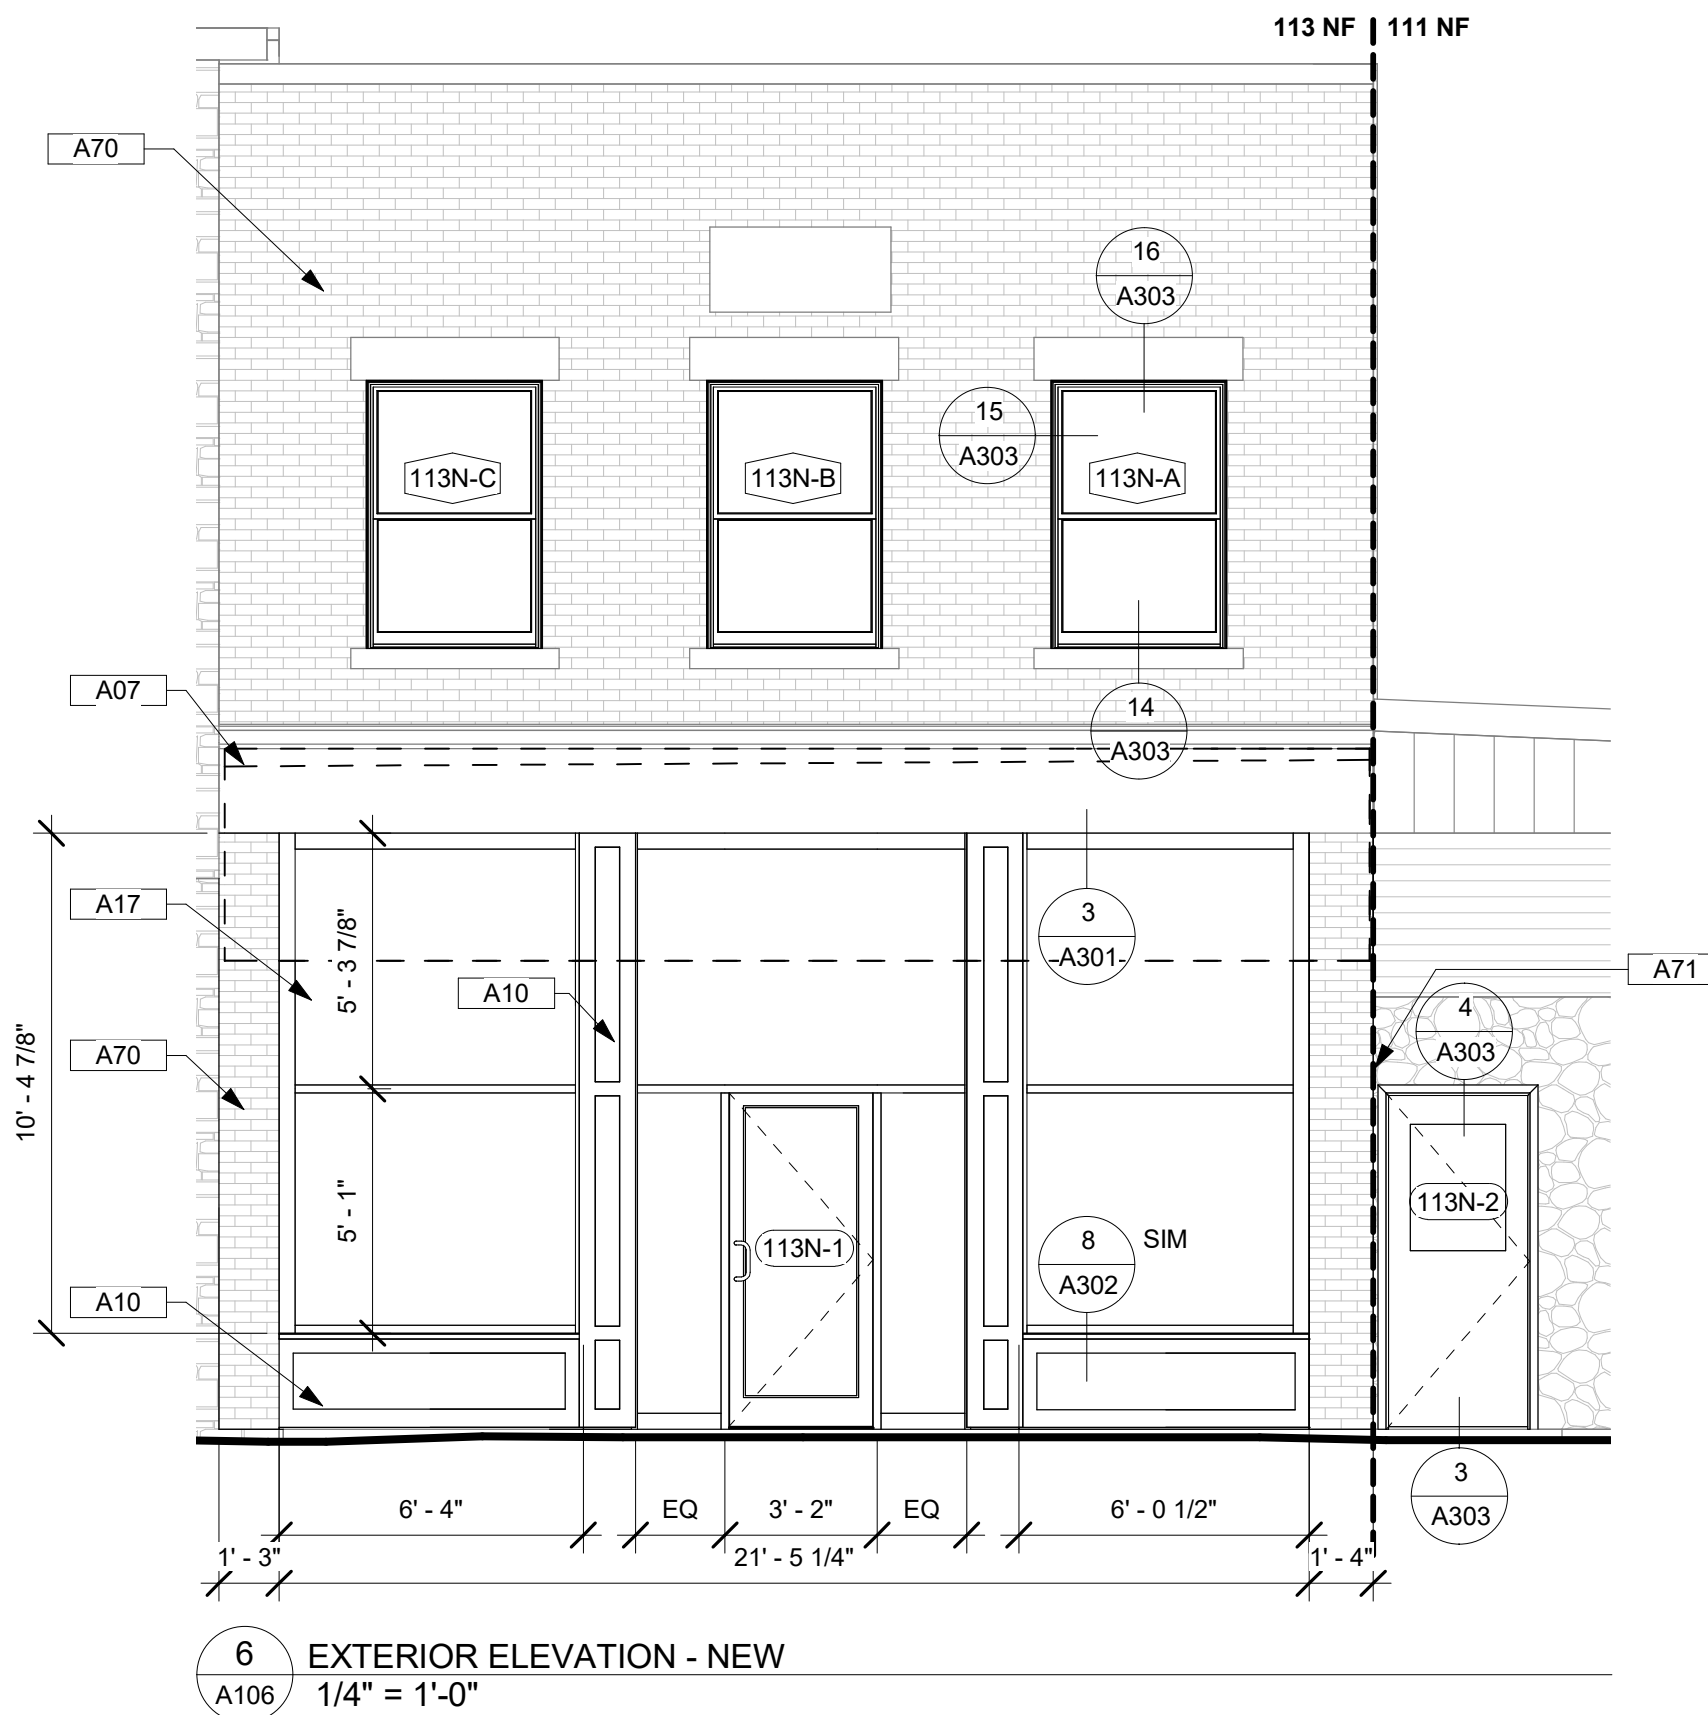 113 NF 111 NF
A70
16
A303
15
A303
113N-C
113N-B
113N-A
A07
14
A303
A17
5' - 3 7/8"
3
A301
A10
A71
4
A303
10' - 4 7/8"
A70
5' - 1"
113N-1
8
A302
SIM
113N-2
A10
6' - 4"
EQ
3' - 2"
EQ
6' - 0 1/2"
3
A303
1' - 3"
21' - 5 1/4"
1' - 4"
6
A106
EXTERIOR ELEVATION - NEW
1/4" = 1'-0"